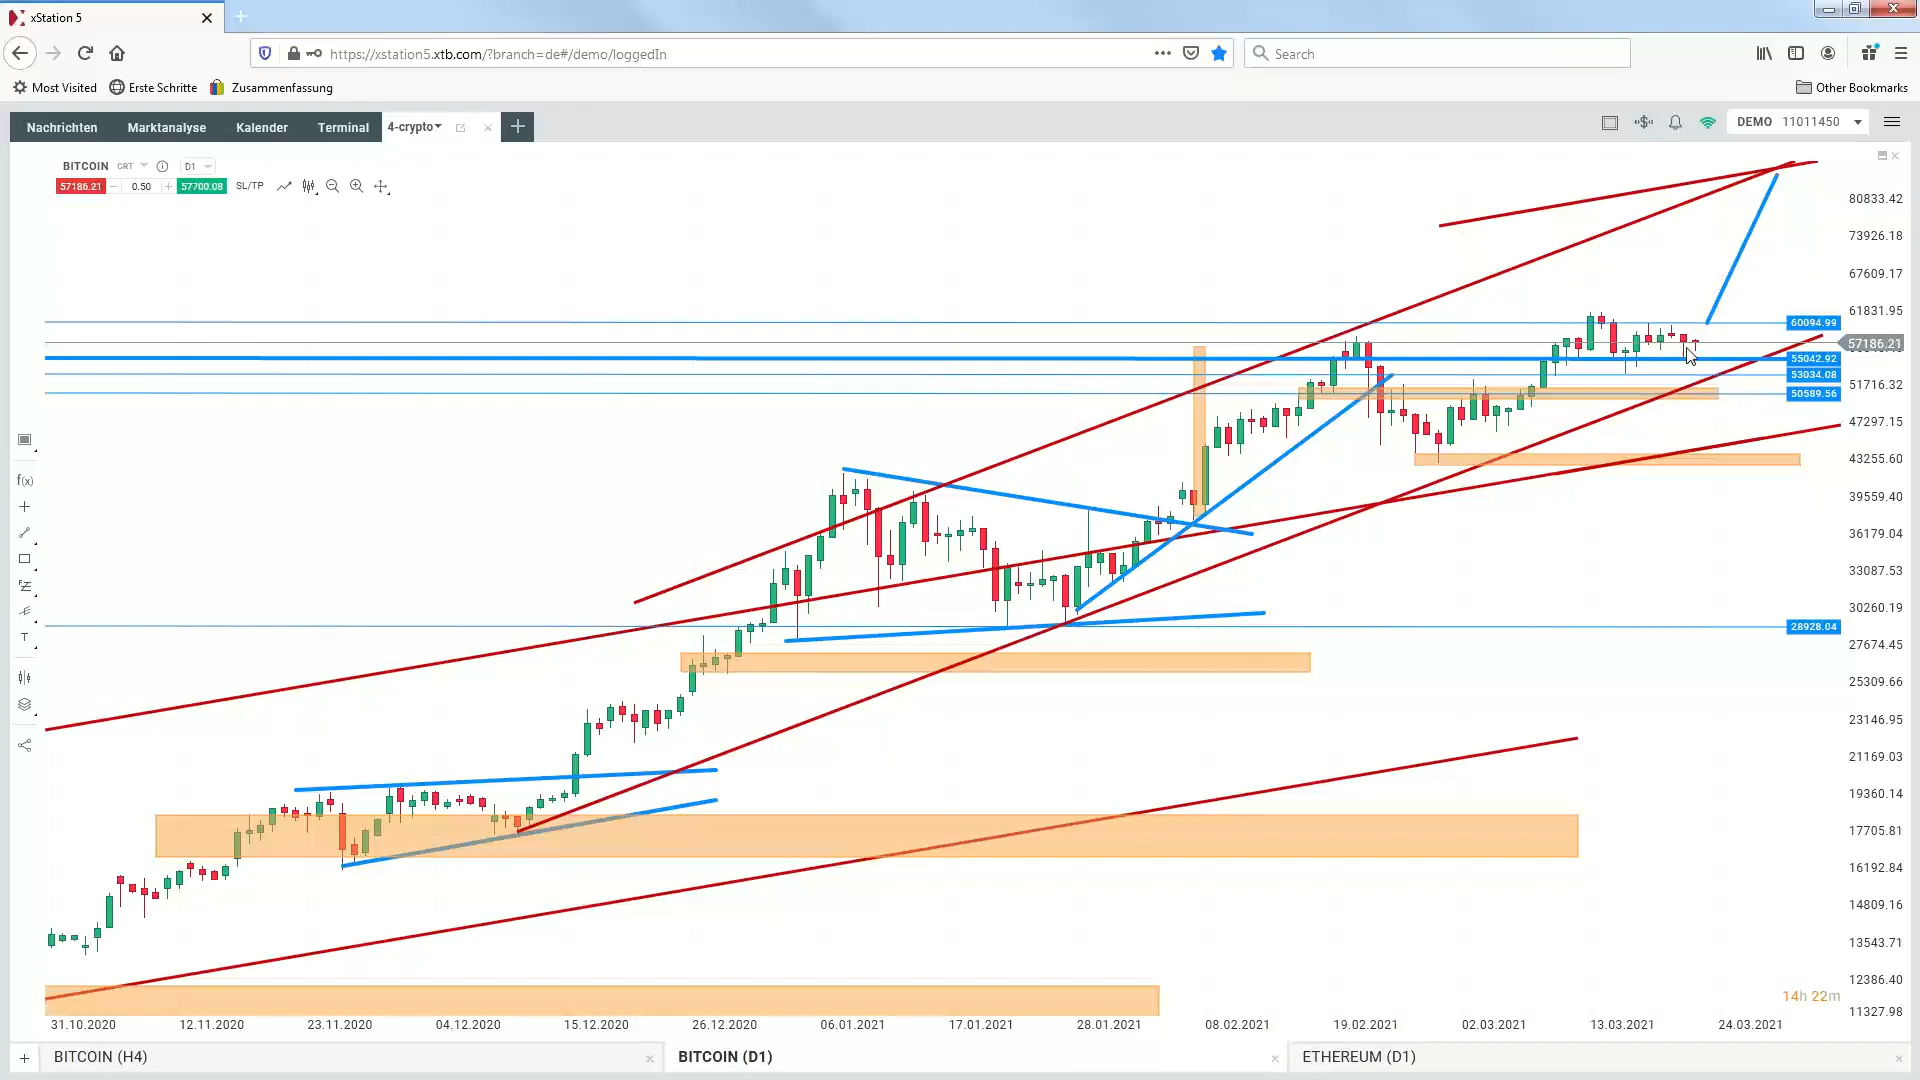 xStation 5
https://xstation5.xtb.com/?branch=de#/demo/loggedIn
Search
Most Visited
Erste Schritte
Zusammenfassung
Other Bookmarks
Nachrichten
Marktanalyse
Kalender
Terminal
4-crypto
DEMO 11011450
BITCOIN CRT D1
57186.21 0.50 57700.08 SL/TP
80833.42
73926.18
67609.17
61831.95
60094.99
57186.21
55042.92
53034.08
51716.32
50589.56
47297.15
43255.60
39559.40
36179.04
33087.53
30260.19
28928.04
27674.45
25309.66
23146.95
21169.03
19360.14
17705.81
16192.84
14809.16
13543.71
12386.40
11327.98
f(x)
T
14h 22m
31.10.2020
12.11.2020
23.11.2020
04.12.2020
15.12.2020
26.12.2020
06.01.2021
17.01.2021
28.01.2021
08.02.2021
19.02.2021
02.03.2021
13.03.2021
24.03.2021
BITCOIN (H4)
BITCOIN (D1)
ETHEREUM (D1)